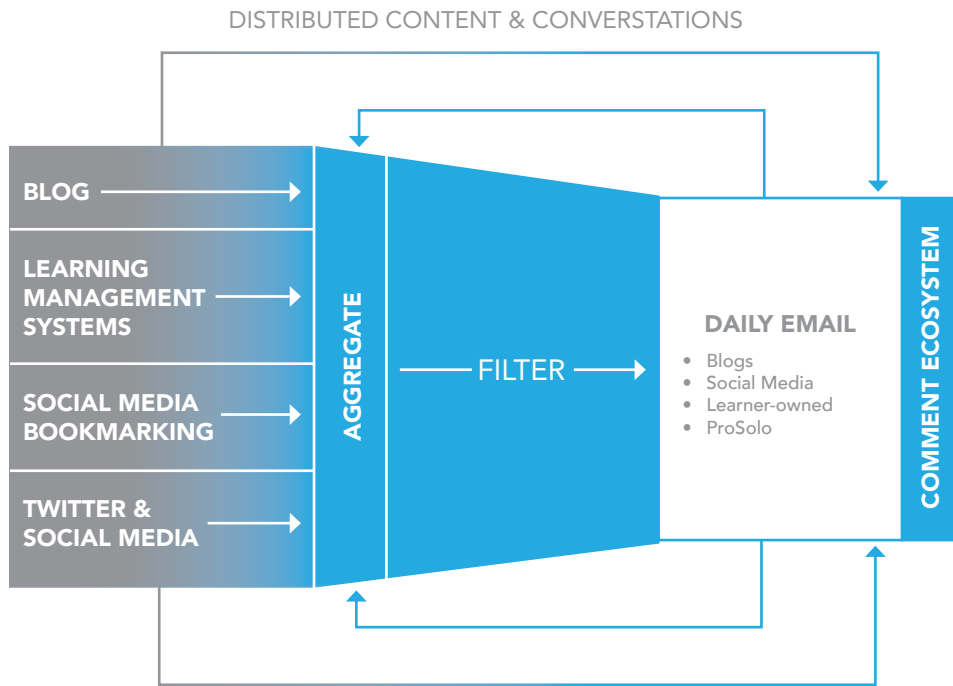 DISTRIBUTED CONTENT & CONVERSTATIONS
BLOG
LEARNING
MANAGEMENT
SYSTEMS
SOCIAL MEDIA
BOOKMARKING
TWITTER &
SOCIAL MEDIA
AGGREGATE
FILTER
DAILY EMAIL
• Blogs
• Social Media
• Learner-owned
• ProSolo
COMMENT ECOSYSTEM